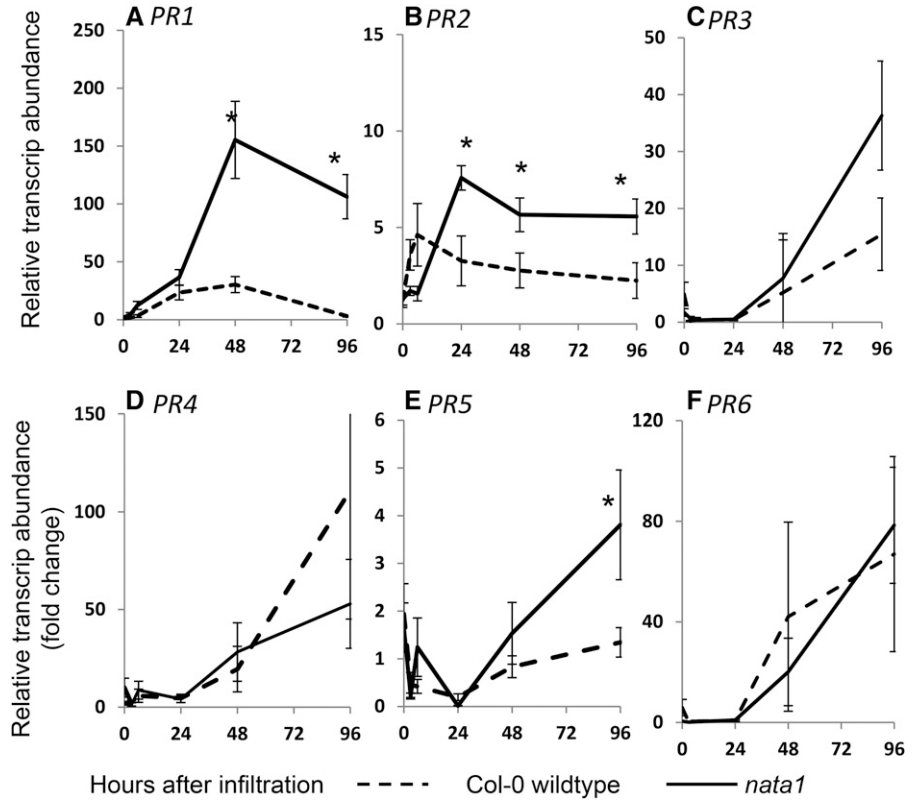 A PR1
B PR2
C PR3
Relative transcrip abundance
250
200
150
100
50
0
0 24 48 72 96
*
*
15
10
5
0
0 24 48 72 96
*
*
*
50
40
30
20
10
0
0 24 48 72 96
D PR4
E PR5
F PR6
Relative transcrip abundance
(fold change)
150
100
50
0
0 24 48 72 96
6
5
4
3
2
1
0
0 24 48 72 96
*
120
80
40
0
0 24 48 72 96
Hours after infiltration Col-0 wildtype nata1